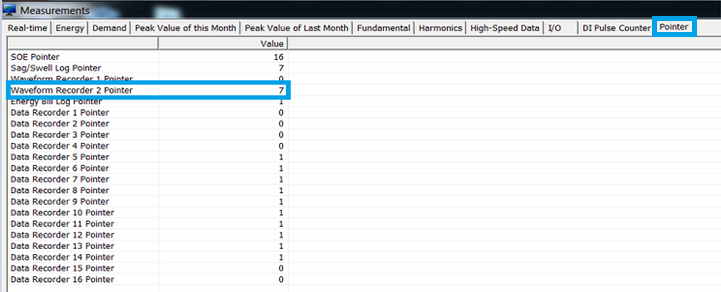 Measurements
Real-time Energy Demand Peak Value of this Month Peak Value of Last Month Fundamental Harmonics High-Speed Data I/O DI Pulse Counter Pointer
Value
SOE Pointer 16
Sag/Swell Log Pointer 7
Waveform Recorder 1 Pointer 0
Waveform Recorder 2 Pointer 7
Energy Bill Log Pointer 1
Data Recorder 1 Pointer 0
Data Recorder 2 Pointer 0
Data Recorder 3 Pointer 0
Data Recorder 4 Pointer 0
Data Recorder 5 Pointer 1
Data Recorder 6 Pointer 1
Data Recorder 7 Pointer 1
Data Recorder 8 Pointer 1
Data Recorder 9 Pointer 1
Data Recorder 10 Pointer 1
Data Recorder 11 Pointer 1
Data Recorder 12 Pointer 1
Data Recorder 13 Pointer 1
Data Recorder 14 Pointer 1
Data Recorder 15 Pointer 0
Data Recorder 16 Pointer 0